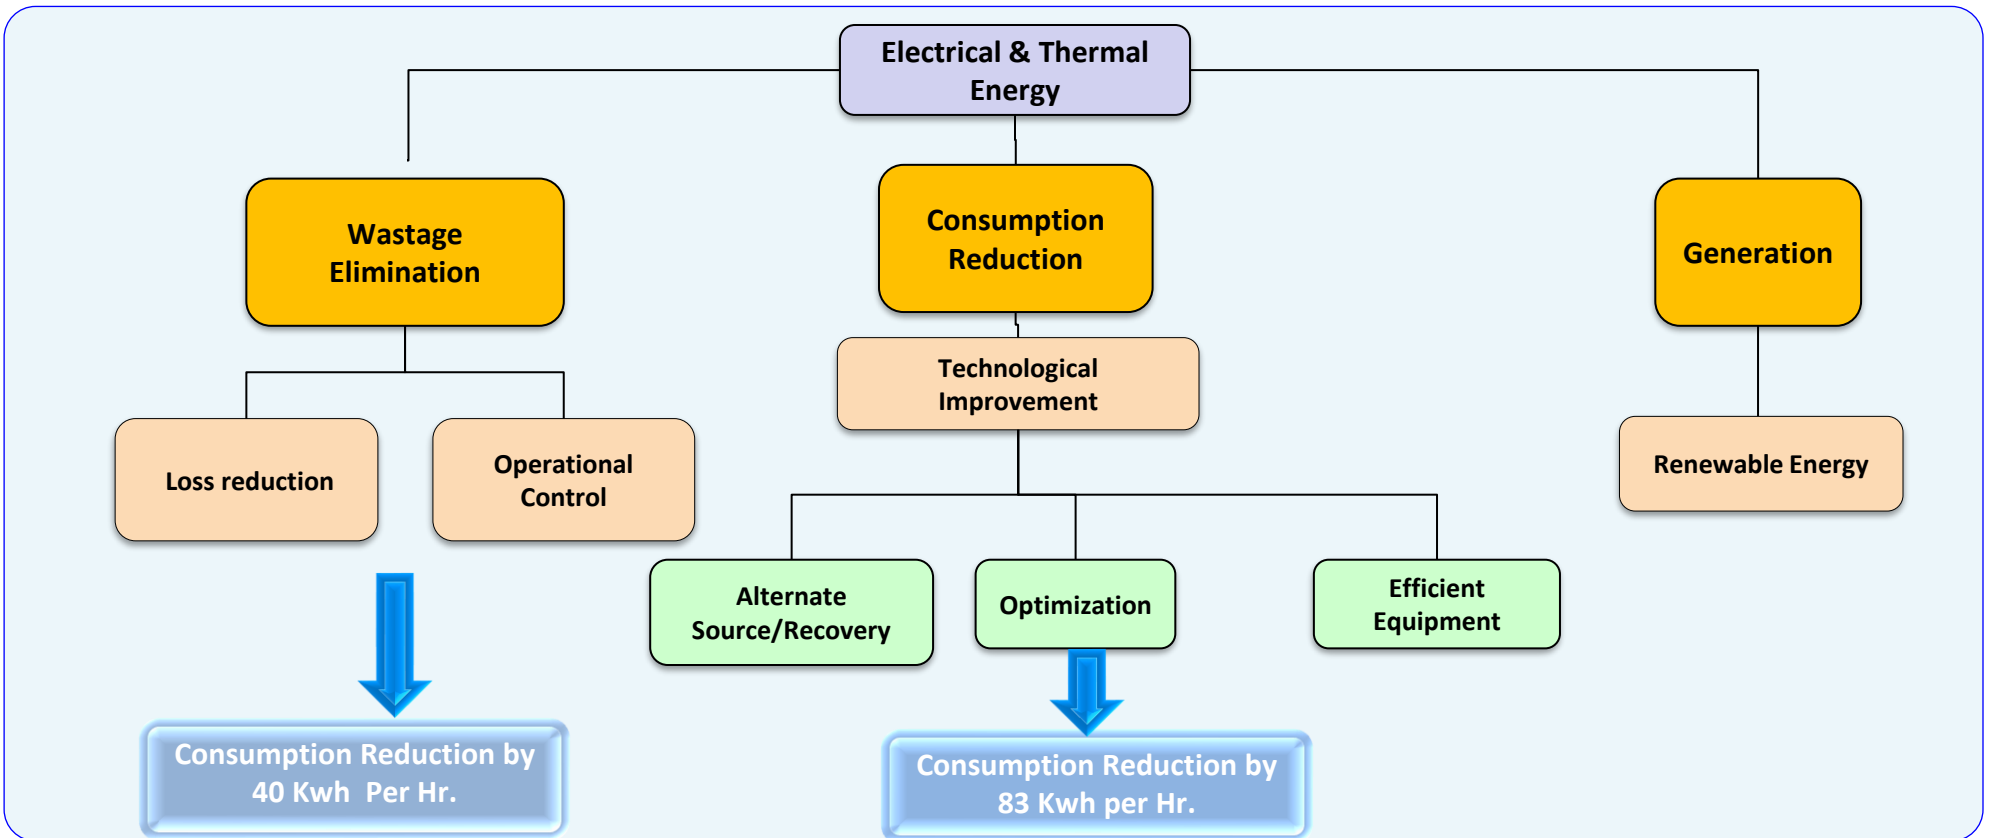 Electrical & Thermal
Energy
Wastage
Elimination
Consumption
Reduction
Generation
Technological
Improvement
Loss reduction
Operational
Control
Renewable Energy
Alternate
Source/Recovery
Optimization
Efficient
Equipment
Consumption Reduction by
40 Kwh Per Hr.
Consumption Reduction by
83 Kwh per Hr.